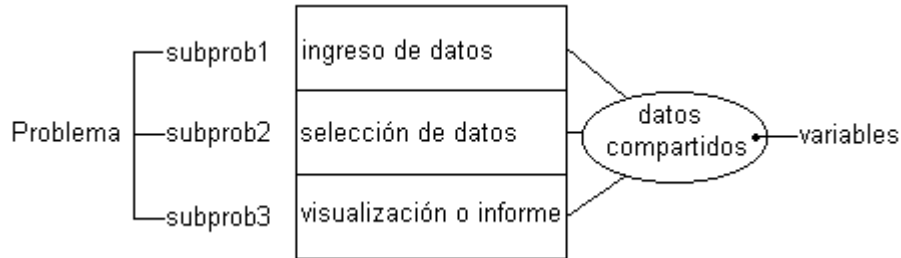 subprob1
ingreso de datos
Problema
subprob2
selección de datos
datos
compartidos
variables
subprob3
visualización o informe